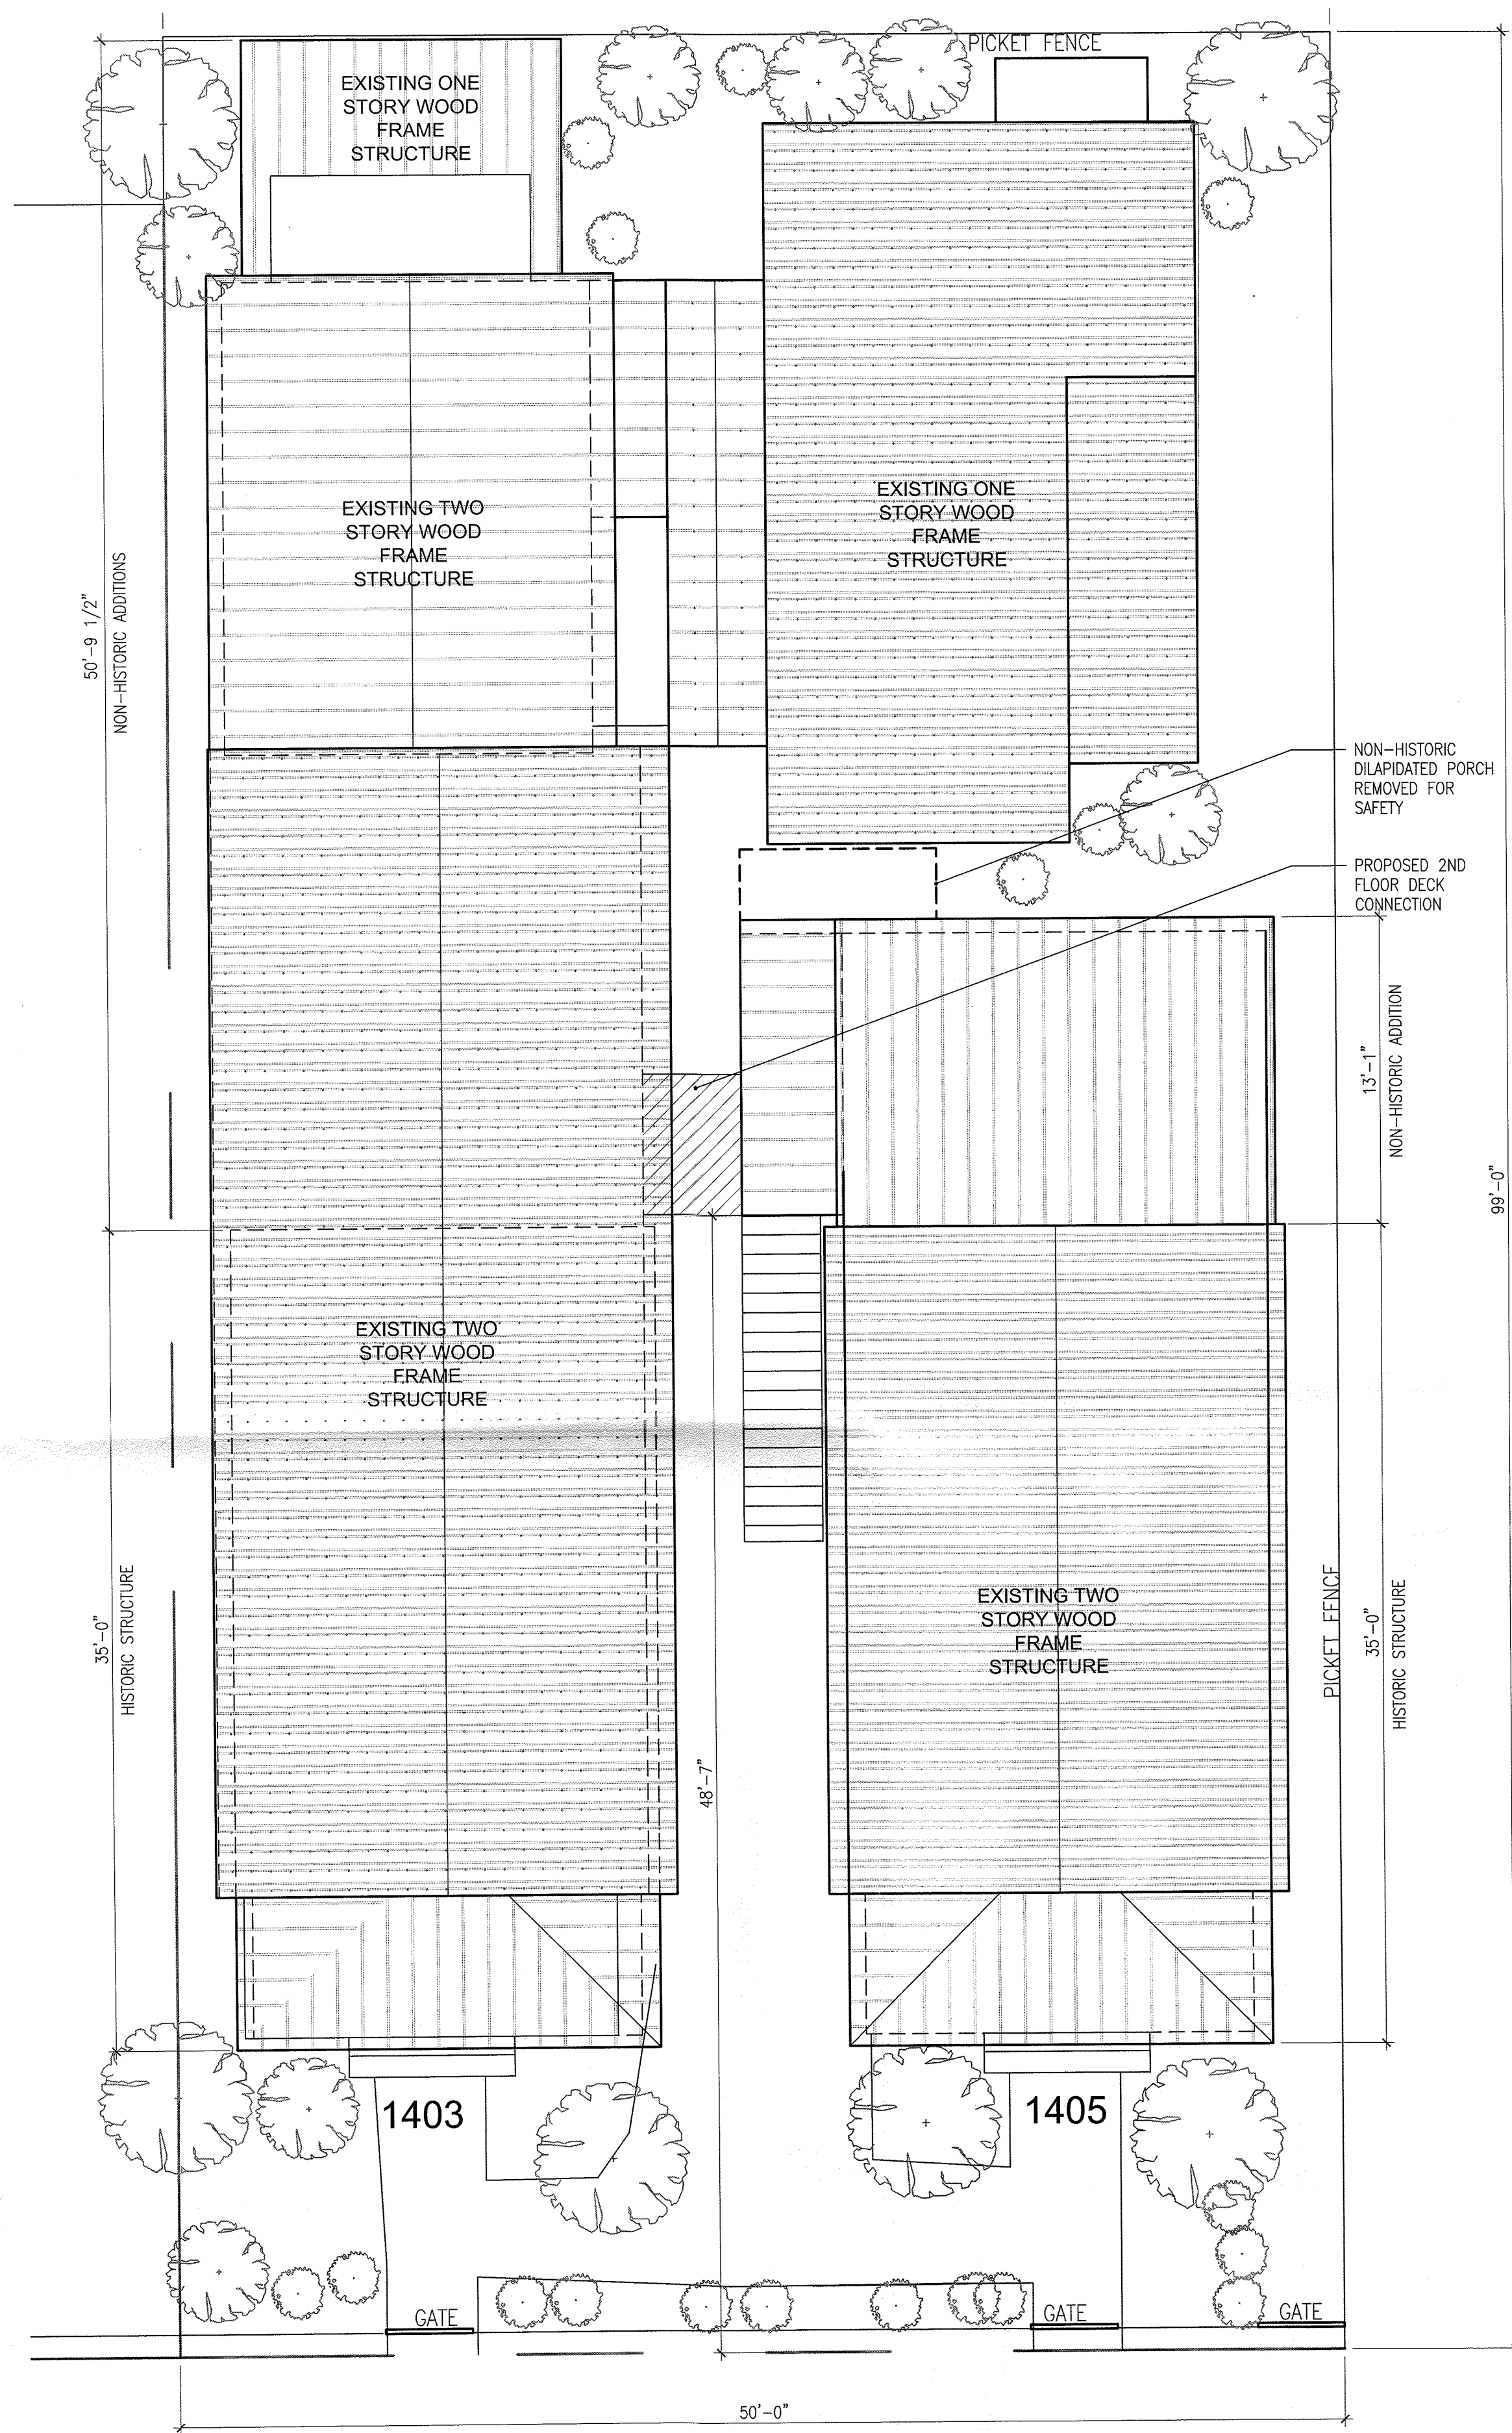 PICKET FENCE
EXISTING ONE
STORY WOOD
FRAME
STRUCTURE
EXISTING TWO
STORY WOOD
FRAME
STRUCTURE
EXISTING ONE
STORY WOOD
FRAME
STRUCTURE
50'-9 1/2"
NON-HISTORIC ADDITIONS
NON-HISTORIC
DILAPIDATED PORCH
REMOVED FOR
SAFETY
PROPOSED 2ND
FLOOR DECK
CONNECTION
13'-1"
NON-HISTORIC ADDITION
99'-0"
EXISTING TWO
STORY WOOD
FRAME
STRUCTURE
EXISTING TWO
STORY WOOD
FRAME
STRUCTURE
35'-0"
HISTORIC STRUCTURE
48'-7"
PICKET FENCE
35'-0"
HISTORIC STRUCTURE
1403
1405
GATE
GATE
GATE
50'-0"